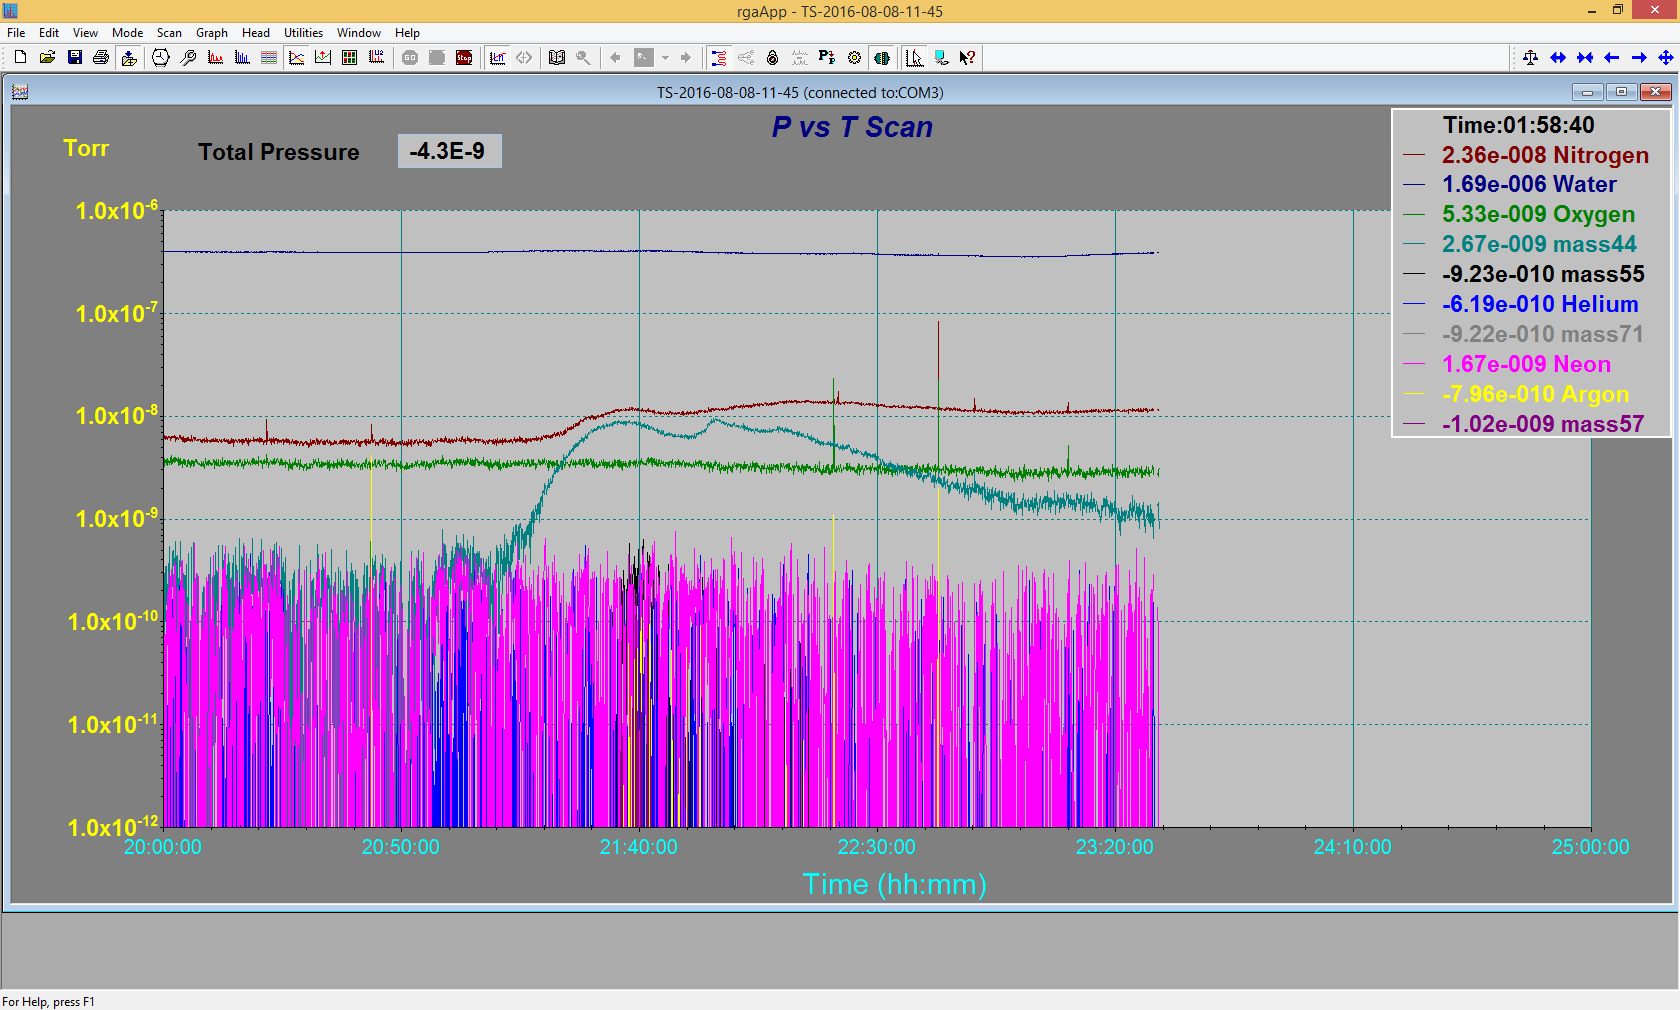 rgaApp - TS-2016-08-08-11-45
File Edit View Mode Scan Graph Head Utilities Window Help
TS-2016-08-08-11-45 (connected to:COM3)
P vs T Scan
Torr
Total Pressure -4.3E-9
Time:01:58:40
2.36e-008 Nitrogen
1.69e-006 Water
5.33e-009 Oxygen
2.67e-009 mass44
-9.23e-010 mass55
-6.19e-010 Helium
-9.22e-010 mass71
1.67e-009 Neon
-7.96e-010 Argon
-1.02e-009 mass57
1.0x10-6
1.0x10-7
1.0x10-8
1.0x10-9
1.0x10-10
1.0x10-11
1.0x10-12
20:00:00 20:50:00 21:40:00 22:30:00 23:20:00 24:10:00 25:00:00
Time (hh:mm)
For Help, press F1